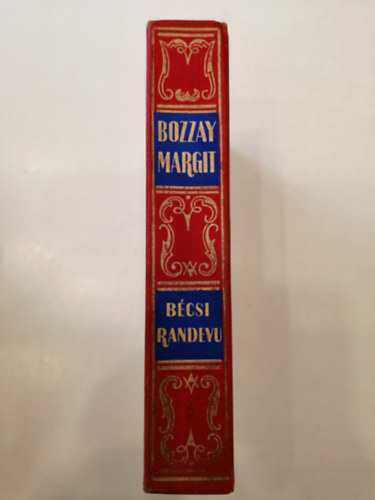 BOZZAY
MARGIT
BÉCSI
RANDEVU